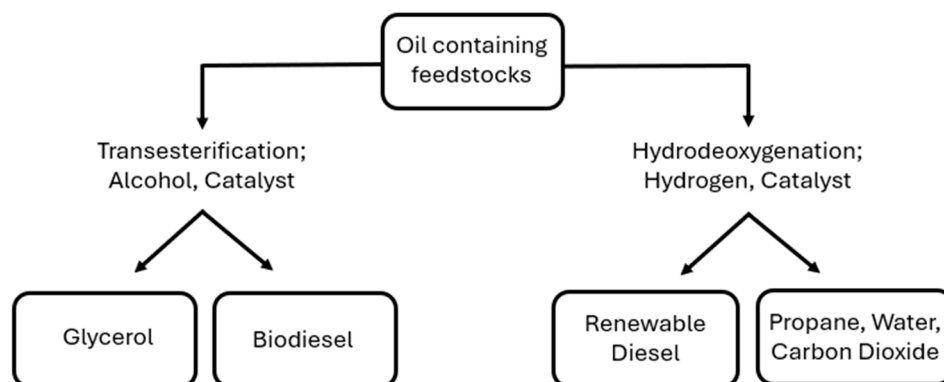 Oil containing
feedstocks
Transesterification;
Alcohol, Catalyst
Hydrodeoxygenation;
Hydrogen, Catalyst
Glycerol
Biodiesel
Renewable
Diesel
Propane, Water,
Carbon Dioxide